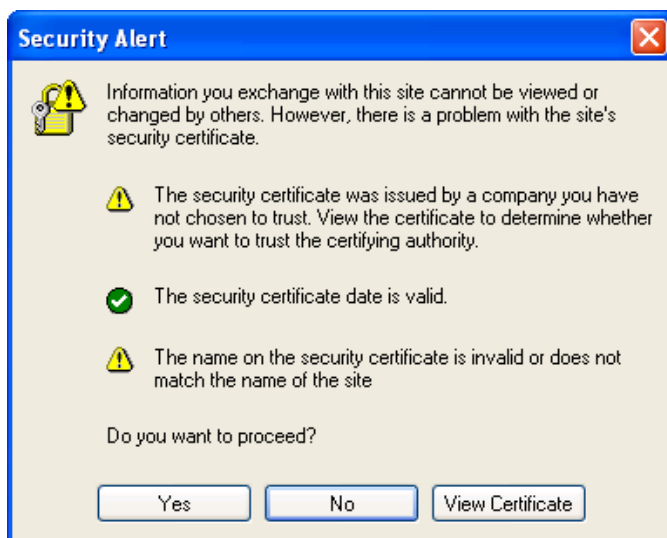 Security Alert
Information you exchange with this site cannot be viewed or
changed by others. However, there is a problem with the site's
security certificate.
The security certificate was issued by a company you have
not chosen to trust. View the certificate to determine whether
you want to trust the certifying authority.
The security certificate date is valid.
The name on the security certificate is invalid or does not
match the name of the site
Do you want to proceed?
Yes
No
View Certificate